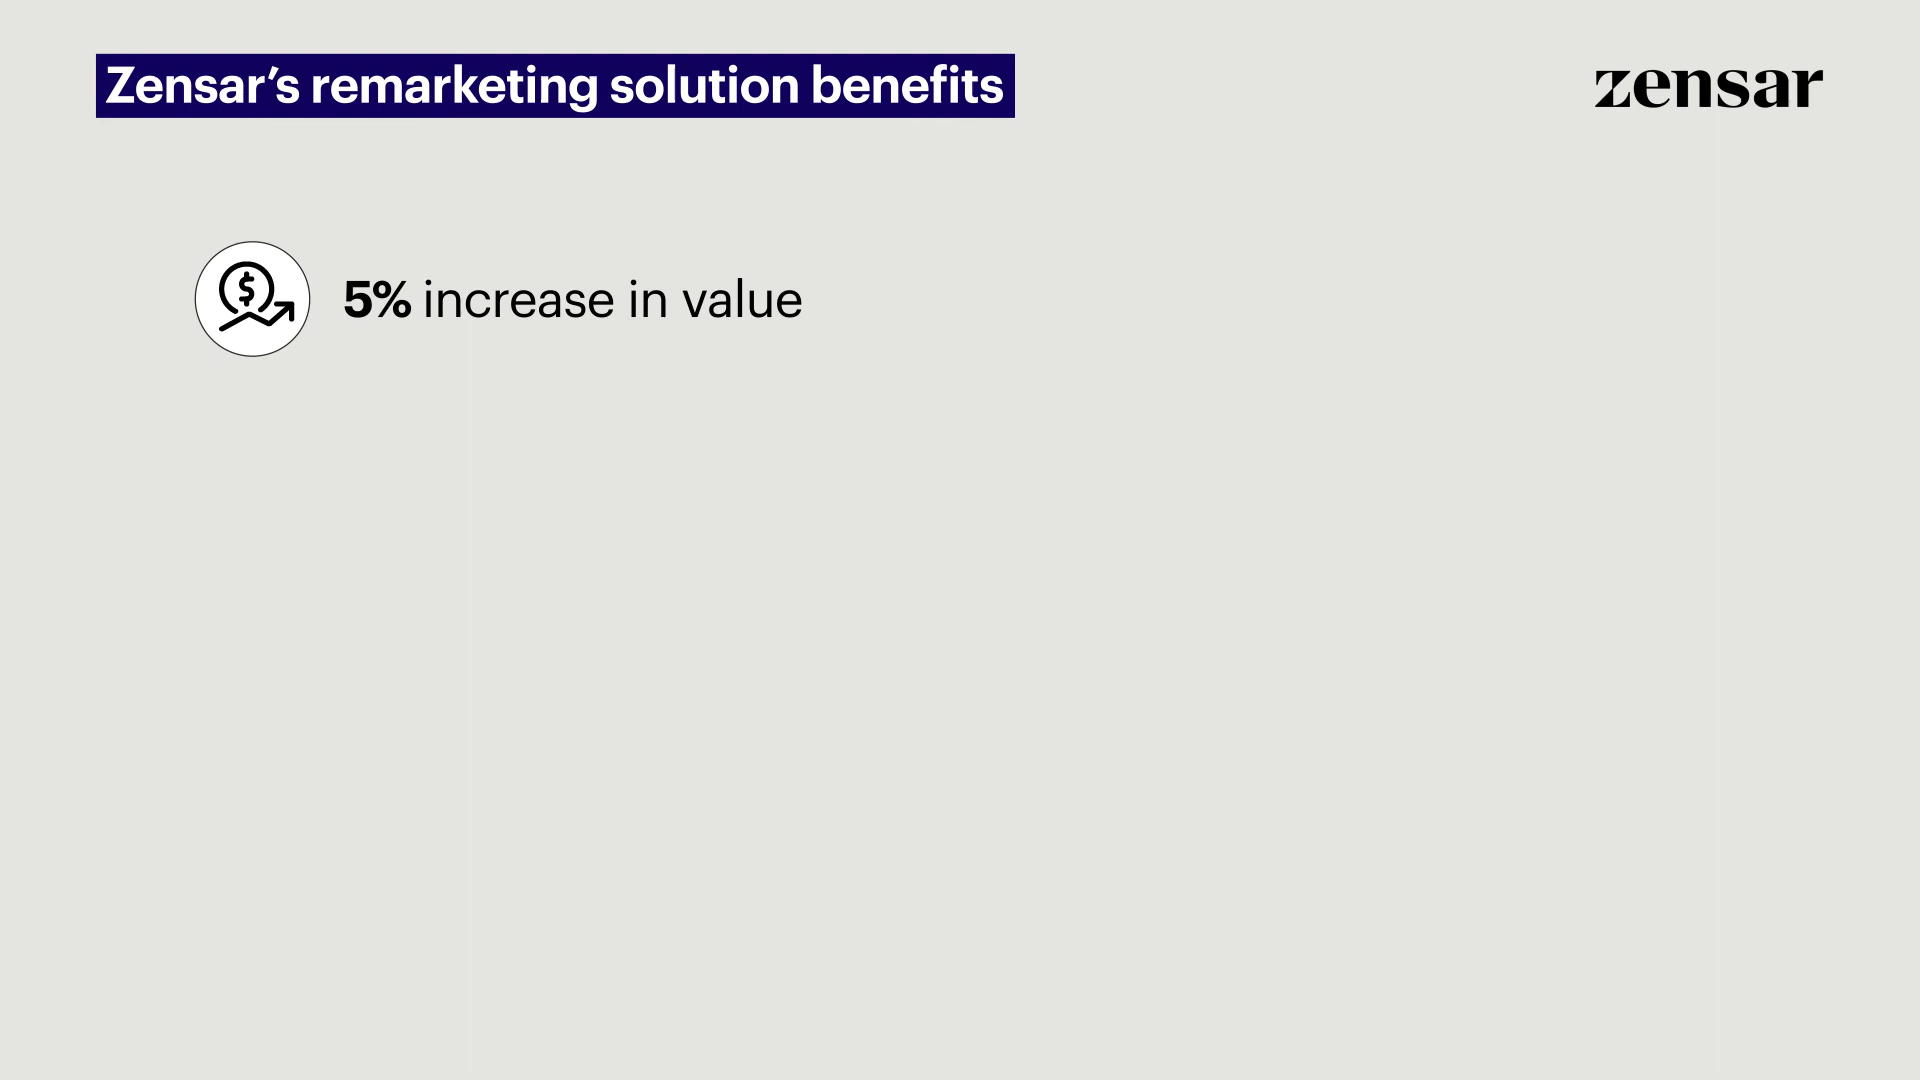 Zensar’s remarketing solution benefits
zensar
$
5% increase in value